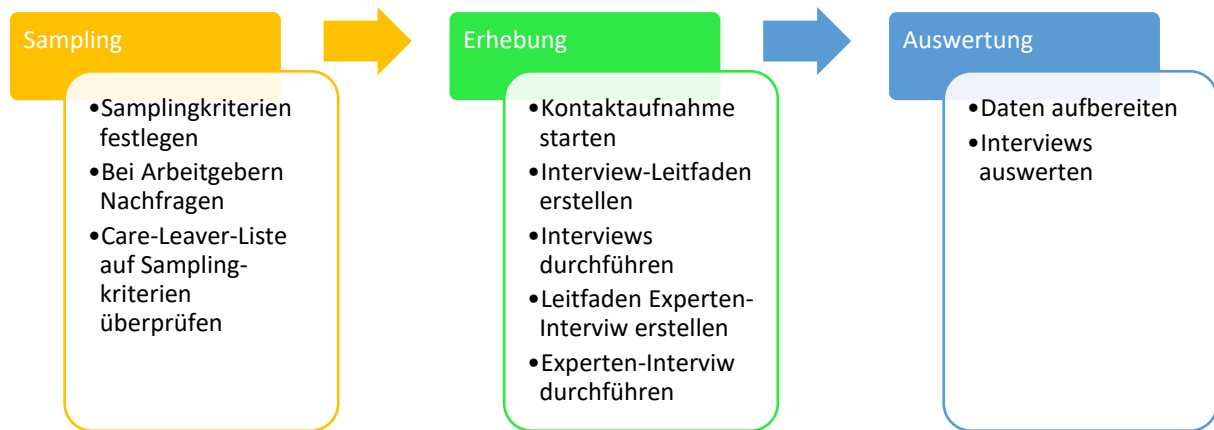 Sampling
•Samplingkriterien
festlegen
•Bei Arbeitgebern
Nachfragen
•Care-Leaver-Liste
auf Sampling-
kriterien
überprüfen
Erhebung
•Kontaktaufnahme
starten
•Interview-Leitfaden
erstellen
•Interviews
durchführen
•Leitfaden Experten-
Interviw erstellen
•Experten-Interviw
durchführen
Auswertung
•Daten aufbereiten
•Interviews
auswerten